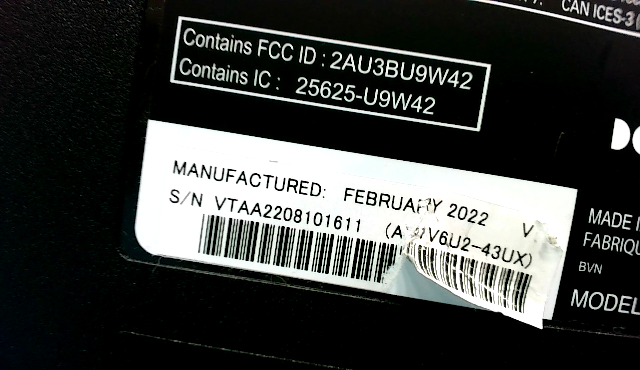 CAN ICES-3
Contains FCC ID : 2AU3BU9W42
Contains IC : 25625-U9W42
MANUFACTURED: FEBRUARY 2022 V
S/N VTAA2208101611 V6U2-43UX)
MADE
FABRIQU
BVN
MODEL